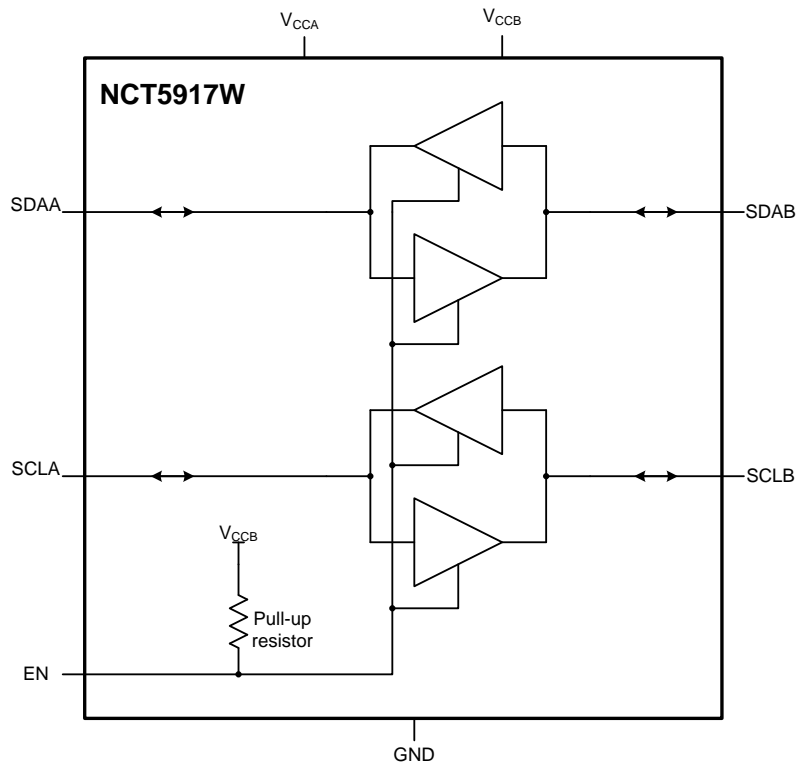 VCCA
VCCB
NCT5917W
SDAA
SDAB
SCLA
SCLB
VCCB
Pull-up
resistor
EN
GND